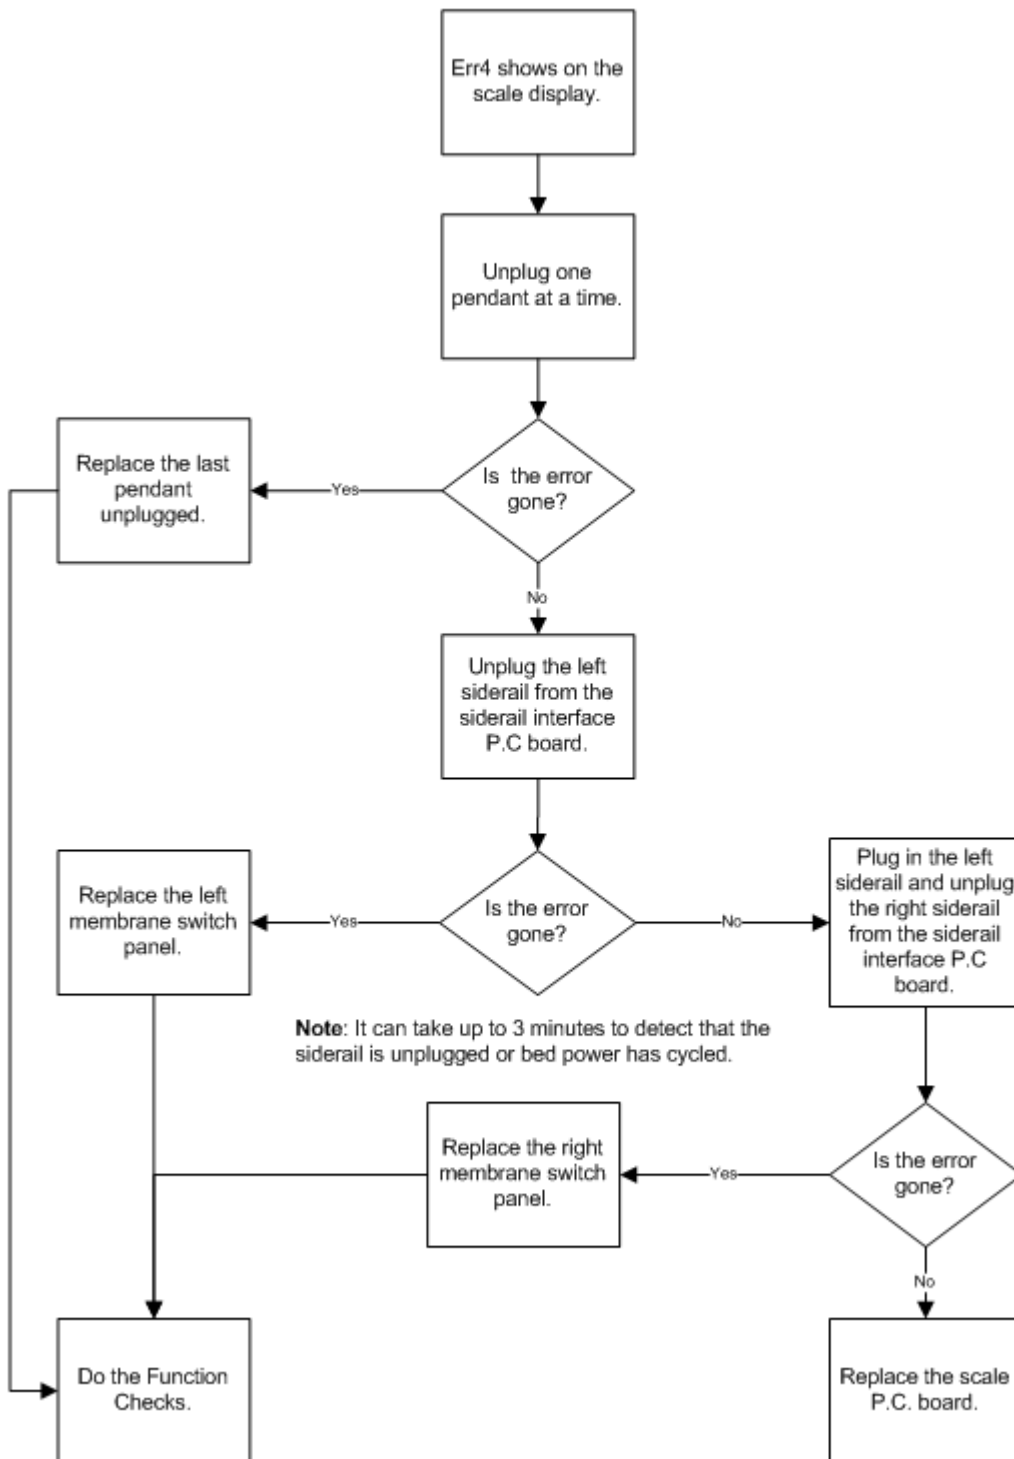 Err4 shows on the
scale display.
Unplug one
pendant at a time.
Is the error
gone?
Yes
Replace the last
pendant
unplugged.
No
Unplug the left
siderail from the
siderail interface
P.C board.
Is the error
gone?
Yes
Replace the left
membrane switch
panel.
No
Plug in the left
siderail and unplug
the right siderail
from the siderail
interface P.C
board.
Note: It can take up to 3 minutes to detect that the
siderail is unplugged or bed power has cycled.
Is the error
gone?
Yes
Replace the right
membrane switch
panel.
No
Do the Function
Checks.
Replace the scale
P.C. board.